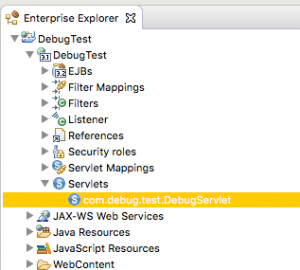 Enterprise Explorer
DebugTest
DebugTest
EJBs
Filter Mappings
Filters
Listener
References
Security roles
Servlet Mappings
Servlets
com.debug.test.DebugServlet
JAX-WS Web Services
Java Resources
JavaScript Resources
WebContent